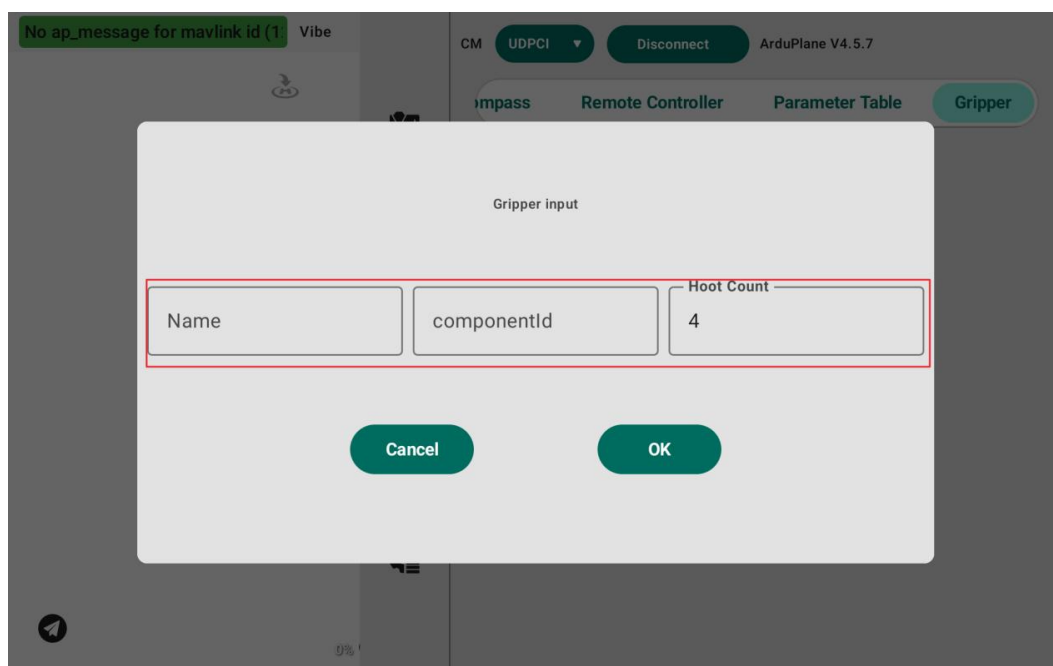 No ap_message for mavlink id (1
Vibe
CM
UDPCI
Disconnect
ArduPlane V4.5.7
ompass
Remote Controller
Parameter Table
Gripper
Gripper input
Name
componentId
Hoot Count
4
Cancel
OK
0%